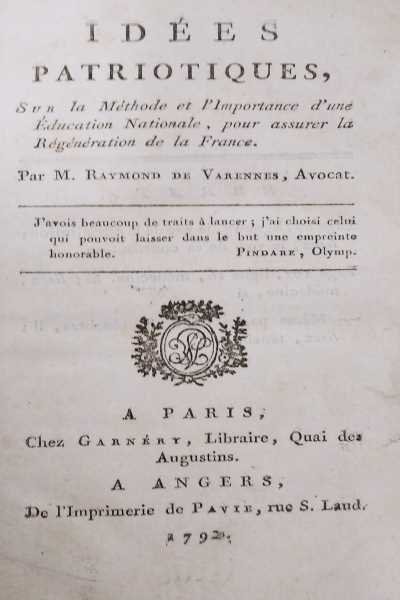 IDÉES
PATRIOTIQUES,
SUR la Méthode et l'Importance d'une
Éducation Nationale, pour assurer la
Régénération de la France.
Par M. RAYMOND DE VARENNES, Avocat.
J'avois beaucoup de traits à lancer; j'ai choisi celui
qui pouvoit laisser dans le but une empreinte
honorable. PINDARE, Olymp.
A PARIS,
Chez GARNÉRY, Libraire, Quai des
Augustins.
A ANGERS,
De l'Imprimerie de PAVIE, rue S. Laud.
1792.